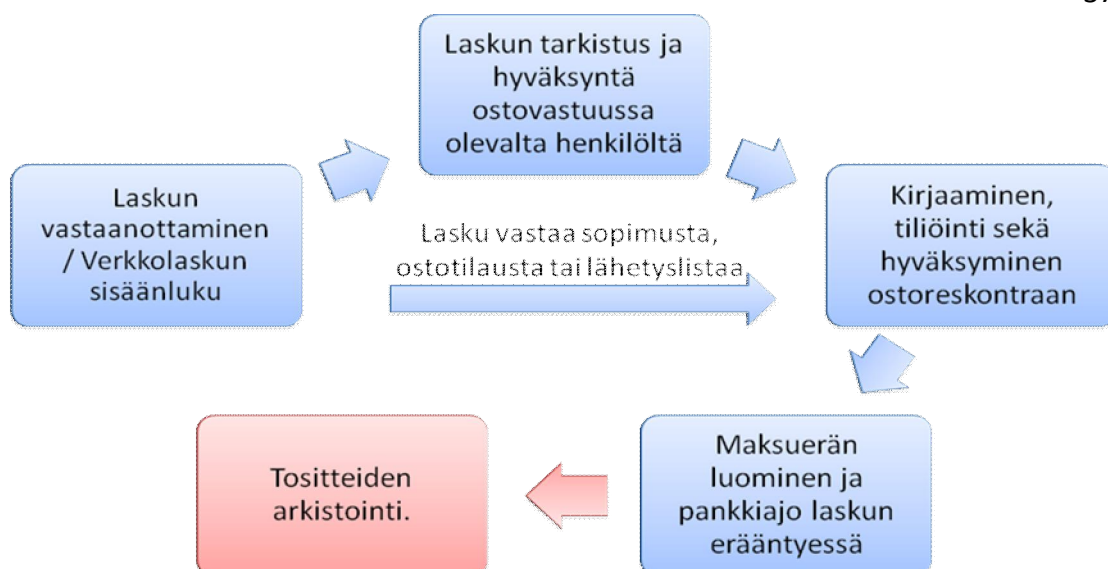 Laskun tarkistus ja
hyväksyntä
ostovastuussa
olevalta henkilöltä
Laskun
vastaanottaminen
/ Verkkolaskun
sisäänluku
Lasku vastaa sopimusta,
ostotilausta tai lähetyslistaa
Kirjaaminen,
tiliöinti sekä
hyväksyminen
ostoreskontraan
Maksuerän
luominen ja
pankkiajo laskun
erääntyessä
Tositteiden
arkistointi.